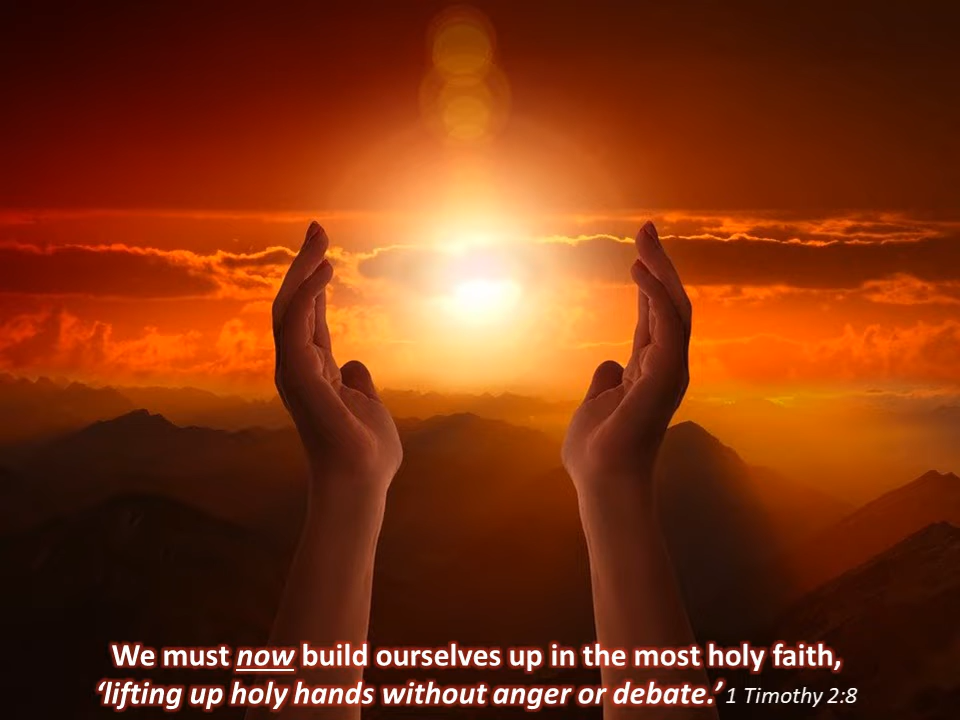 We must now build ourselves up in the most holy faith,
‘lifting up holy hands without anger or debate.’ 1 Timothy 2:8